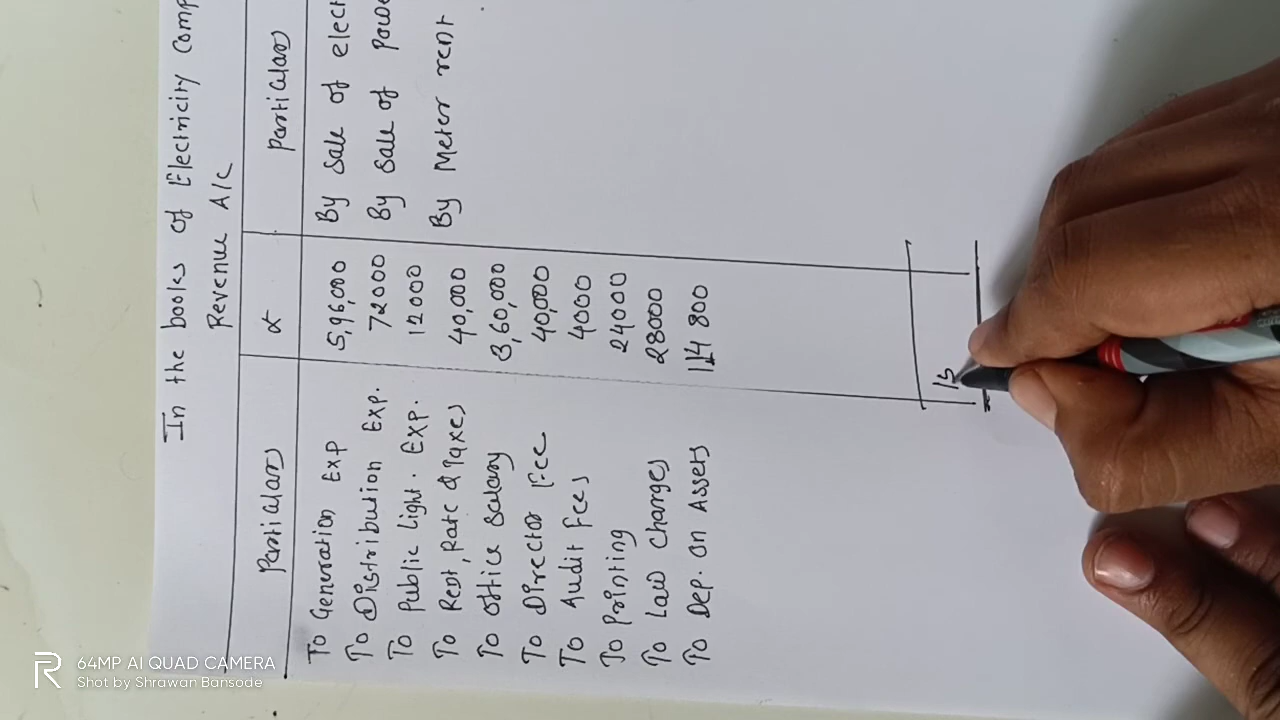 In the books of Electricity Comp
Revenue A/C
Particulars ₹ Particulars
To Generation Exp 5,96,000 By Sale of elect
To Distribution Exp. 72000 By Sale of Powe
To Public Light. Exp. 12000 By Meter rent
To Rent, Rate & Taxes 40,000
To Office Salary 3,60,000
To Director Fee 40,000
To Audit Fees 4000
To Printing 24000
To Law Charges 28000
To Dep. on Assets 114 800
15
64MP AI QUAD CAMERA
Shot by Shrawan Bansode